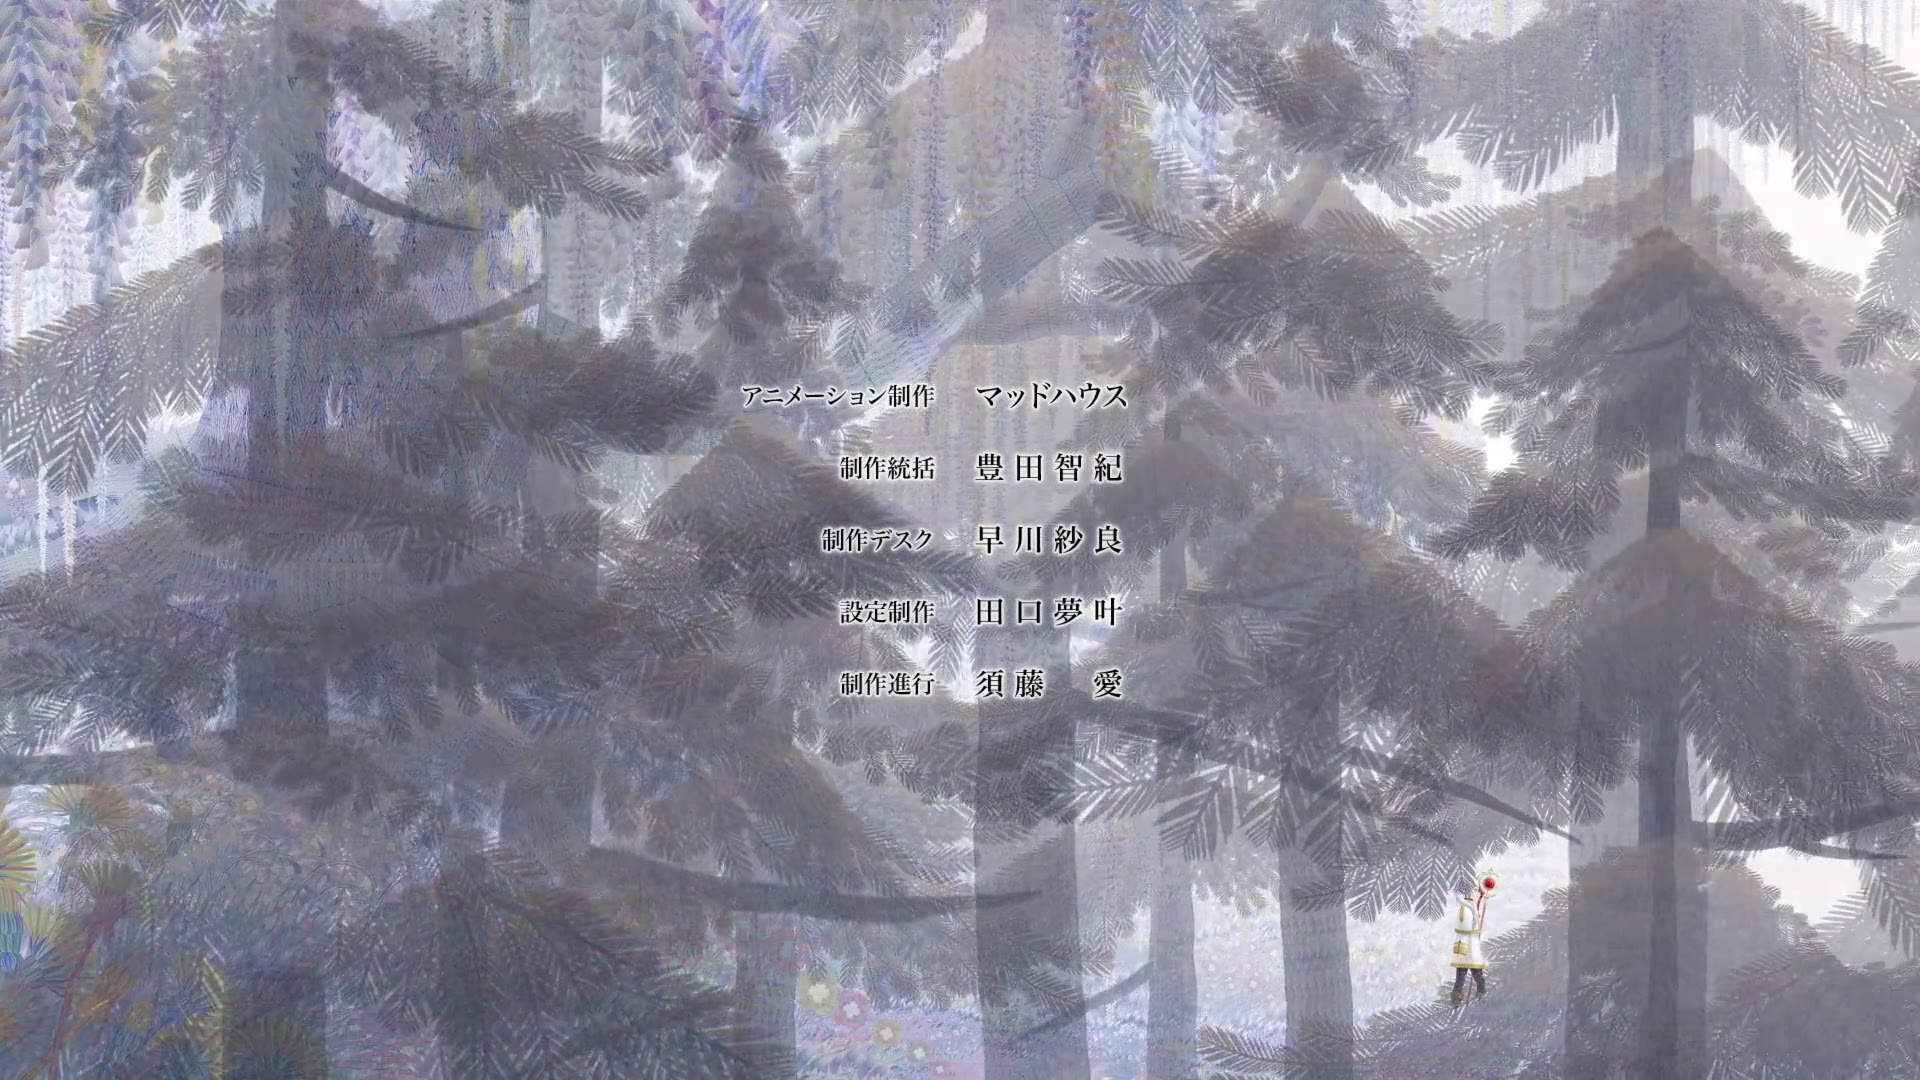 アニメーション制作 マッドハウス
制作統括 豊田智紀
制作デスク 早川紗良
設定制作 田口夢叶
制作進行 須藤 愛